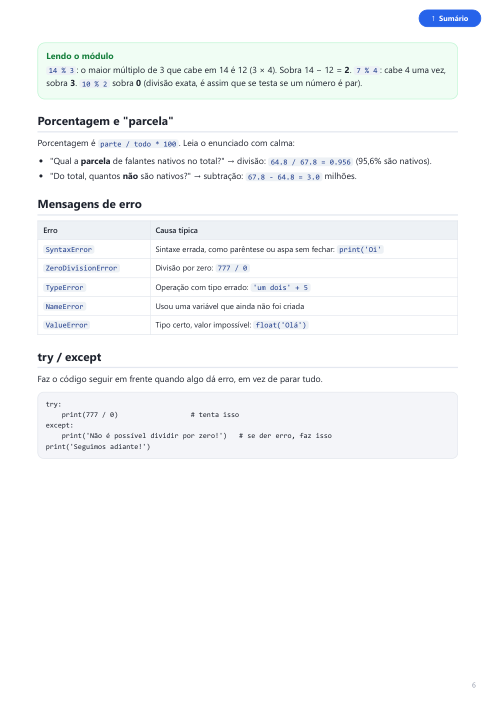 ↑ Sumário
Lendo o módulo
14 % 3 : o maior múltiplo de 3 que cabe em 14 é 12 (3 × 4). Sobra 14 − 12 = 2. 7 % 4 : cabe 4 uma vez,
sobra 3. 10 % 2 sobra 0 (divisão exata, é assim que se testa se um número é par).
Porcentagem e "parcela"
Porcentagem é parte / todo * 100 . Leia o enunciado com calma:
• "Qual a parcela de falantes nativos no total?" → divisão: 64.8 / 67.8 = 0.956 (95,6% são nativos).
• "Do total, quantos não são nativos?" → subtração: 67.8 - 64.8 = 3.0 milhões.
Mensagens de erro
Erro Causa típica
SyntaxError Sintaxe errada, como parêntese ou aspa sem fechar: print('Oi'
ZeroDivisionError Divisão por zero: 777 / 0
TypeError Operação com tipo errado: 'um dois' + 5
NameError Usou uma variável que ainda não foi criada
ValueError Tipo certo, valor impossível: float('Olá')
try / except
Faz o código seguir em frente quando algo dá erro, em vez de parar tudo.
try:
    print(777 / 0)                  # tenta isso
except:
    print('Não é possível dividir por zero!')   # se der erro, faz isso
print('Seguimos adiante!')
6